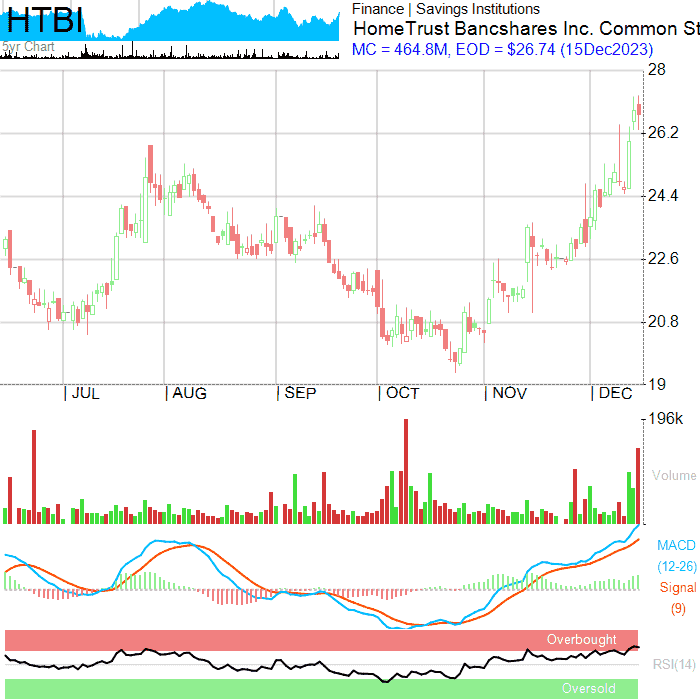 HTBI
5yr Chart
Finance | Savings Institutions
HomeTrust Bancshares Inc. Common St
MC = 464.8M, EOD = $26.74 (15Dec2023)
28
26.2
24.4
22.6
20.8
19
| JUL | AUG | SEP | OCT | NOV | DEC
196k
Volume
MACD
(12-26)
Signal
(9)
Overbought
RSI(14)
Oversold